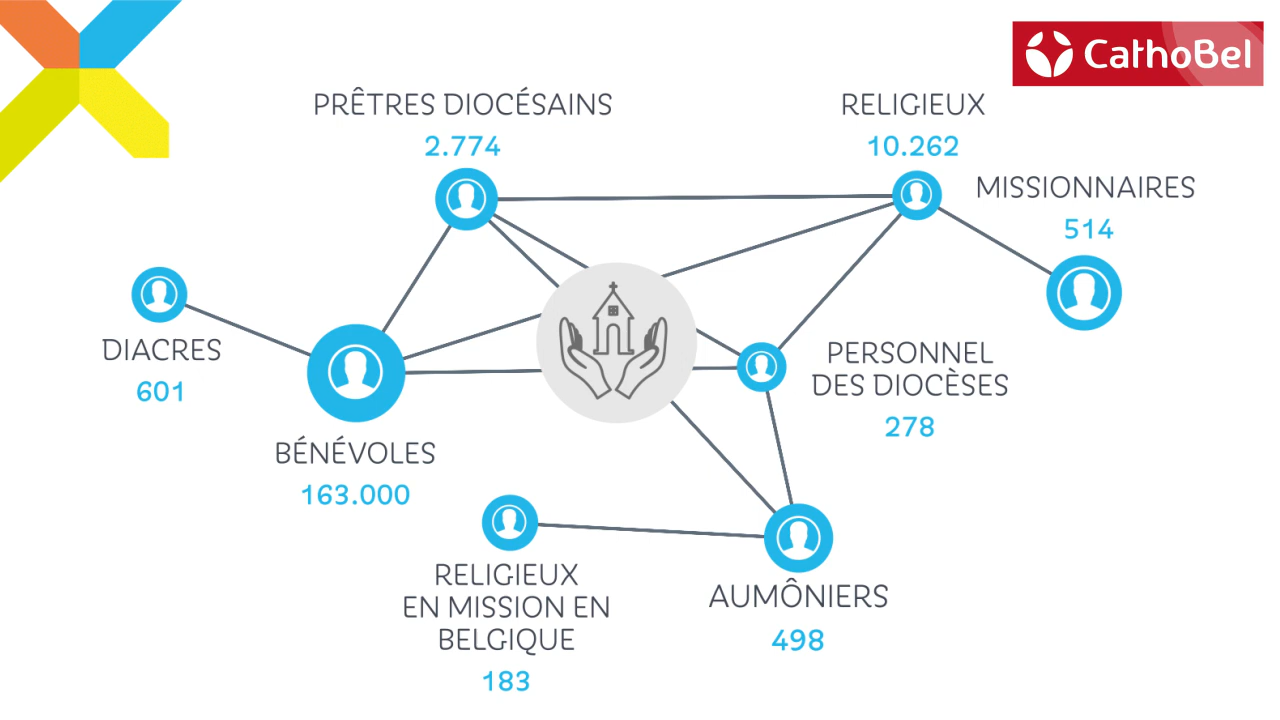 CathoBel
PRÊTRES DIOCÉSAINS
2.774
RELIGIEUX
10.262
MISSIONNAIRES
514
DIACRES
601
PERSONNEL
DES DIOCÈSES
278
BÉNÉVOLES
163.000
RELIGIEUX
EN MISSION EN
BELGIQUE
183
AUMÔNIERS
498